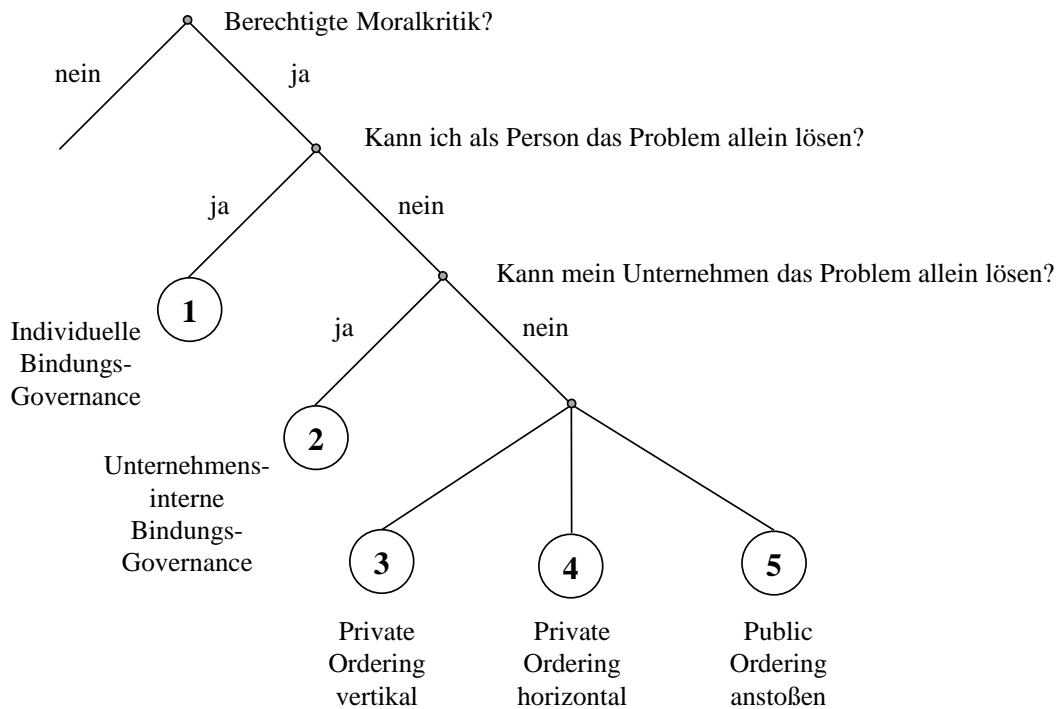 Berechtigte Moralkritik?
nein
ja
Kann ich als Person das Problem allein lösen?
ja
nein
Kann mein Unternehmen das Problem allein lösen?
1
Individuelle
Bindungs-
Governance
ja
nein
2
Unternehmens-
interne
Bindungs-
Governance
3
4
5
Private
Ordering
vertikal
Private
Ordering
horizontal
Public
Ordering
anstoßen